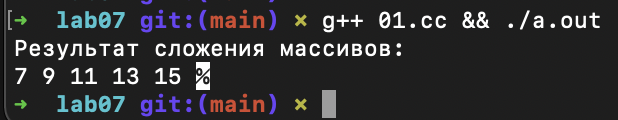 → lab07 git:(main) × g++ 01.cc && ./a.out
Результат сложения массивов:
7 9 11 13 15 %
→ lab07 git:(main) ×